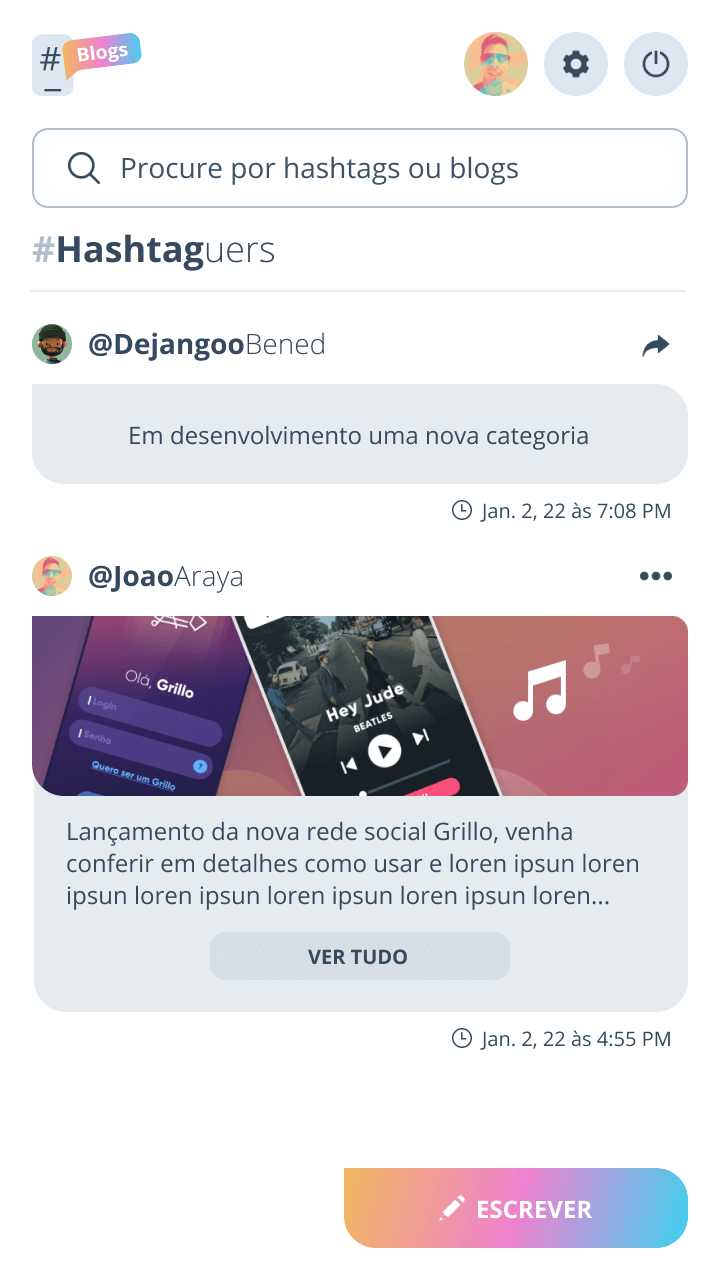 #_ Blogs
Procure por hashtags ou blogs
#Hashtaguers
@DejangooBened
Em desenvolvimento uma nova categoria
Jan. 2, 22 às 7:08 PM
@JoaoAraya
Olá, Grillo
Login
Senha
?
Quero ser um Grillo
Hey Jude
BEATLES
Lançamento da nova rede social Grillo, venha
conferir em detalhes como usar e loren ipsun loren
ipsun loren ipsun loren ipsun loren ipsun loren...
VER TUDO
Jan. 2, 22 às 4:55 PM
ESCREVER